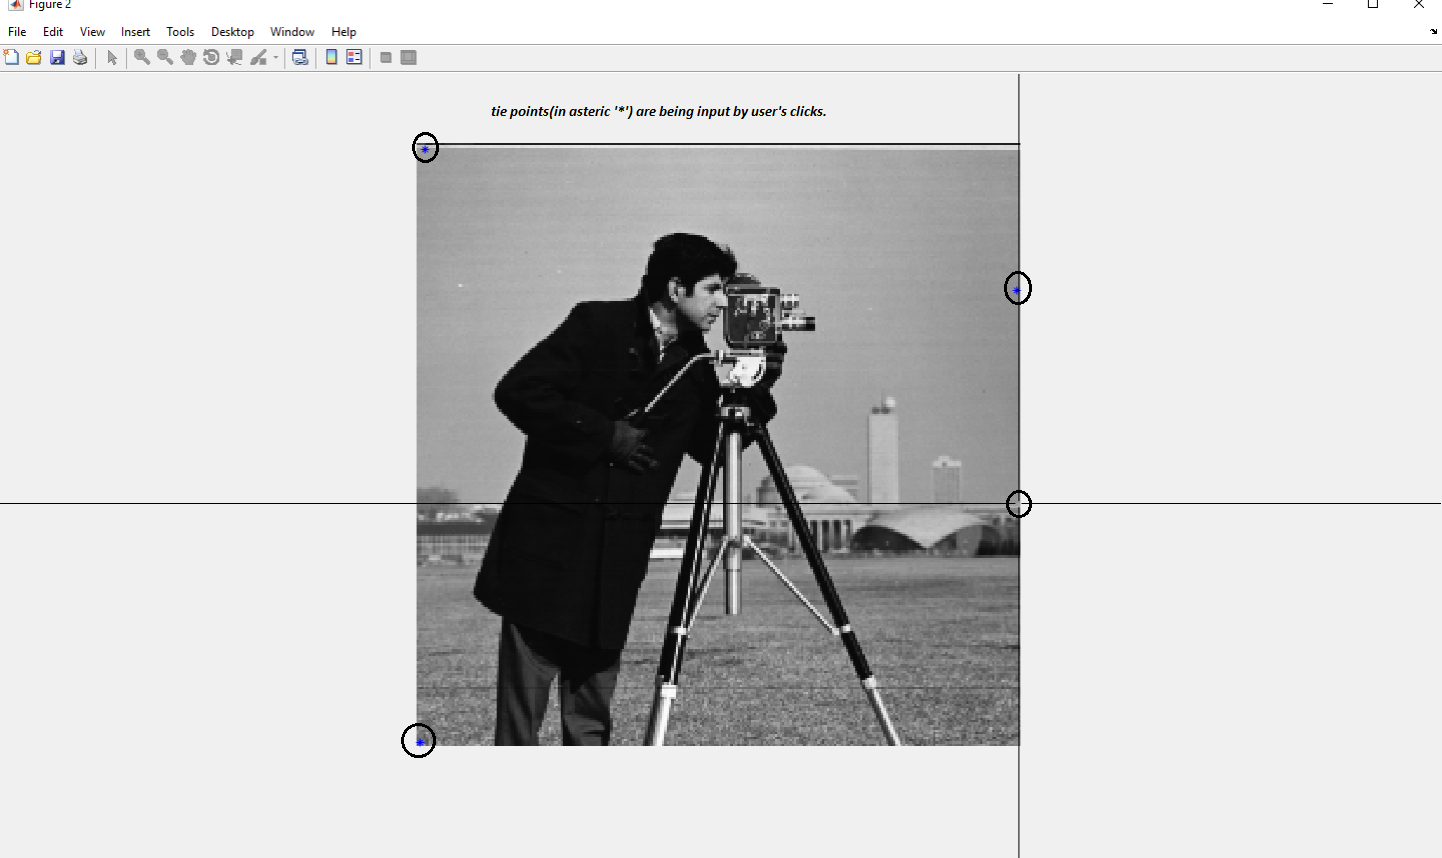 Figure 2
File Edit View Insert Tools Desktop Window Help
tie points(in asteric '*') are being input by user's clicks.